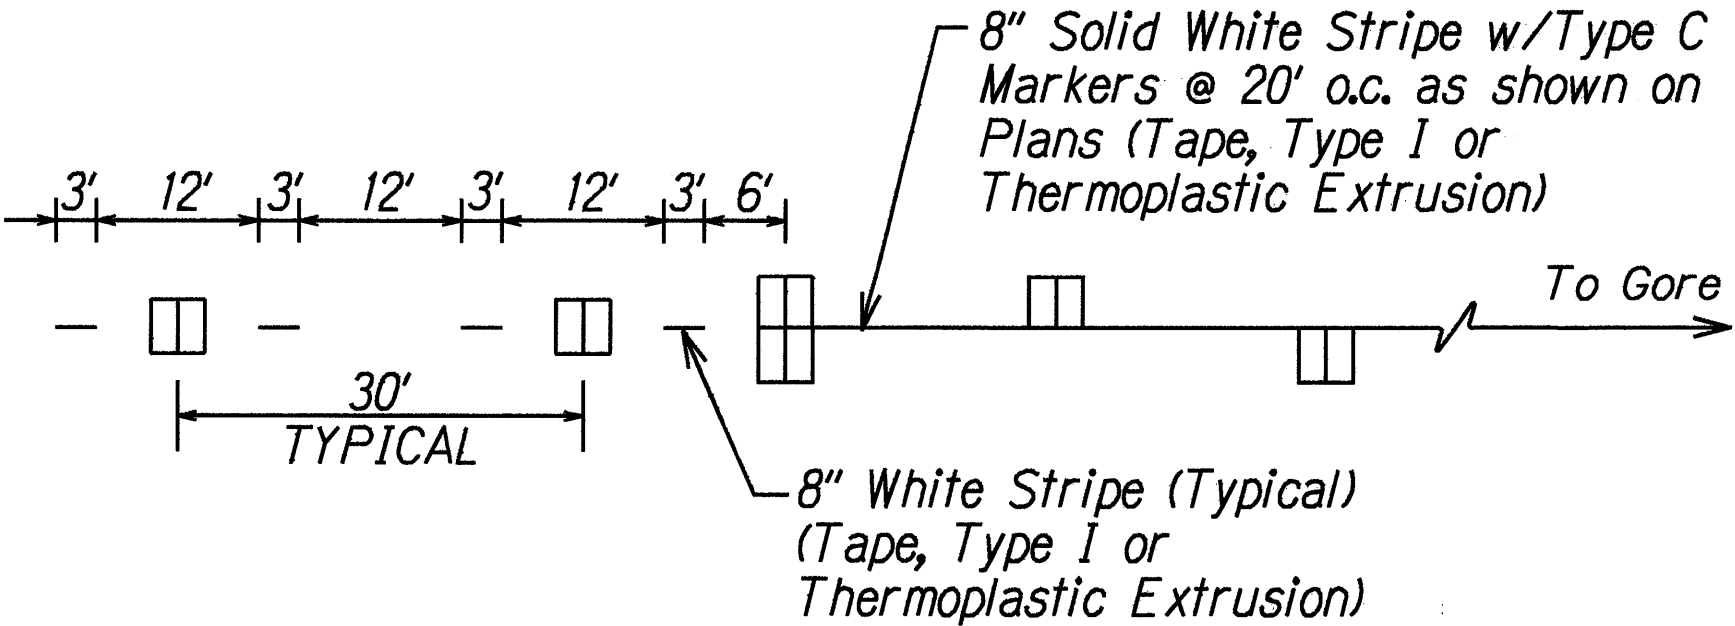 8" Solid White Stripe w/Type C
Markers @ 20' o.c. as shown on
Plans (Tape, Type I or
Thermoplastic Extrusion)
3' 12' 3' 12' 3' 12' 3' 6'
To Gore
30'
TYPICAL
8" White Stripe (Typical)
(Tape, Type I or
Thermoplastic Extrusion)